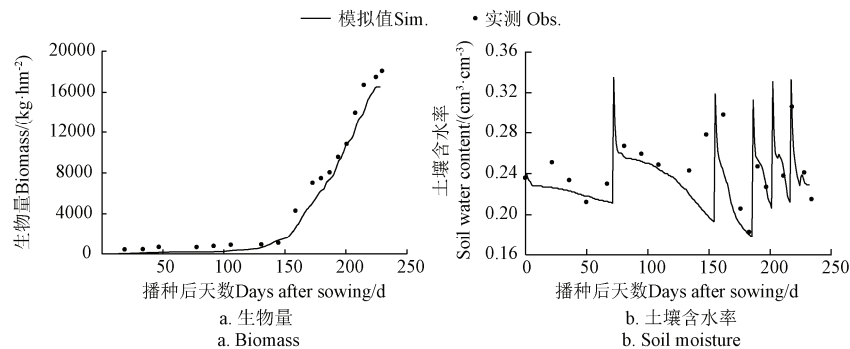 模拟值Sim. 实测 Obs.
生物量Biomass/(kg·hm-2)
20000
16000
12000
8000
4000
0
50 100 150 200 250
播种后天数Days after sowing/d
a. 生物量
a. Biomass
土壤含水率
Soil water content/(cm3·cm-3)
0.36
0.32
0.28
0.24
0.20
0.16
0 50 100 150 200 250
播种后天数Days after sowing/d
b. 土壤含水率
b. Soil moisture